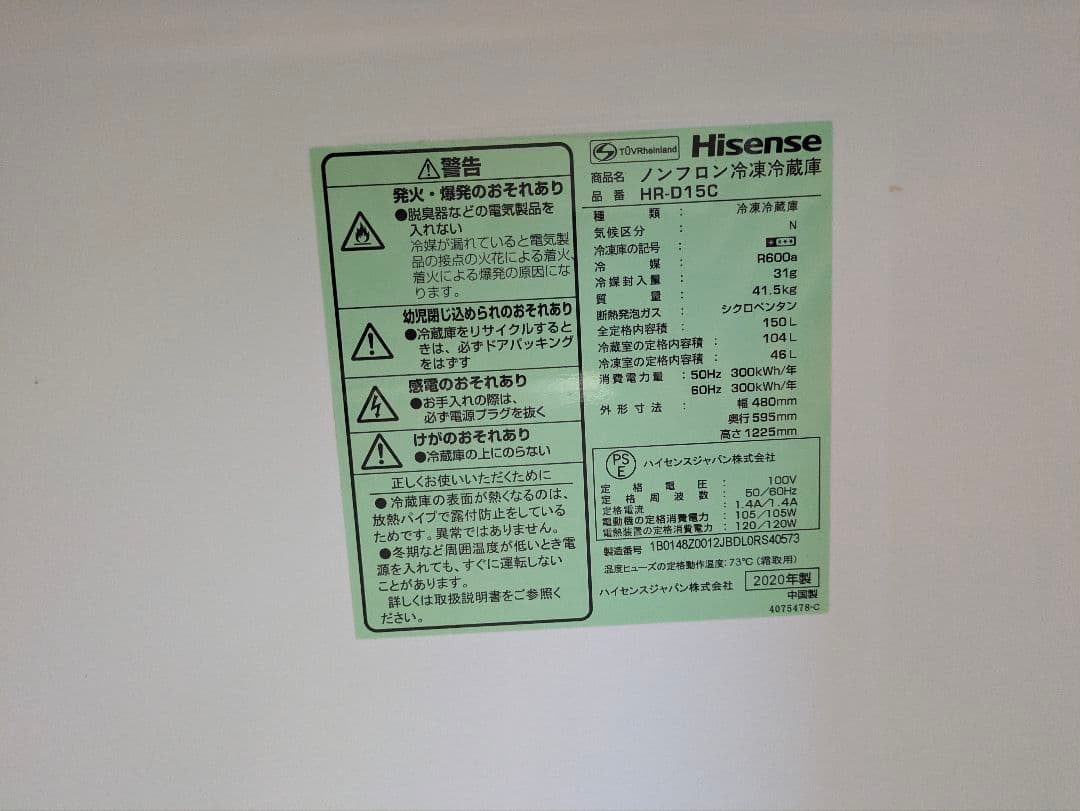 警告
発火・爆発のおそれあり
●脱臭器などの電気製品を
入れない
冷媒が漏れていると電気製
品の接点の火花による着火、
着火による爆発の原因にな
ります。
幼児閉じ込められのおそれあり
●冷蔵庫をリサイクルすると
きは、必ずドアパッキング
をはずす
感電のおそれあり
●お手入れの際は、
必ず電源プラグを抜く
けがのおそれあり
●冷蔵庫の上にのらない
正しくお使いいただくために
●冷蔵庫の表面が熱くなるのは、
放熱パイプで露付防止をしている
ためです。異常ではありません。
●冬期など周囲温度が低いとき電
源を入れても、すぐに運転しない
ことがあります。
詳しくは取扱説明書をご参照く
ださい。
TÜVRheinland Hisense
商品名 ノンフロン冷凍冷蔵庫
品番 HR-D15C
種類 : 冷凍冷蔵庫
気候区分 : N
冷凍庫の記号 :
冷媒 : R600a
冷媒封入量 : 31g
質量 : 41.5kg
断熱発泡ガス : シクロペンタン
全定格内容積 : 150L
冷蔵室の定格内容積 : 104L
冷凍室の定格内容積 : 46L
消費電力量 : 50Hz 300kWh/年
60Hz 300kWh/年
外形寸法 : 幅 480mm
奥行 595mm
高さ 1225mm
PS
E
ハイセンスジャパン株式会社
定格電圧 : 100V
定格周波数 : 50/60Hz
定格電流 : 1.4A/1.4A
電動機の定格消費電力 : 105/105W
電熱装置の定格消費電力 : 120/120W
製造番号 1B0148Z0012JBDL0RS40573
温度ヒューズの定格動作温度:73℃(霜取用)
ハイセンスジャパン株式会社 2020年製
中国製
4075478-C